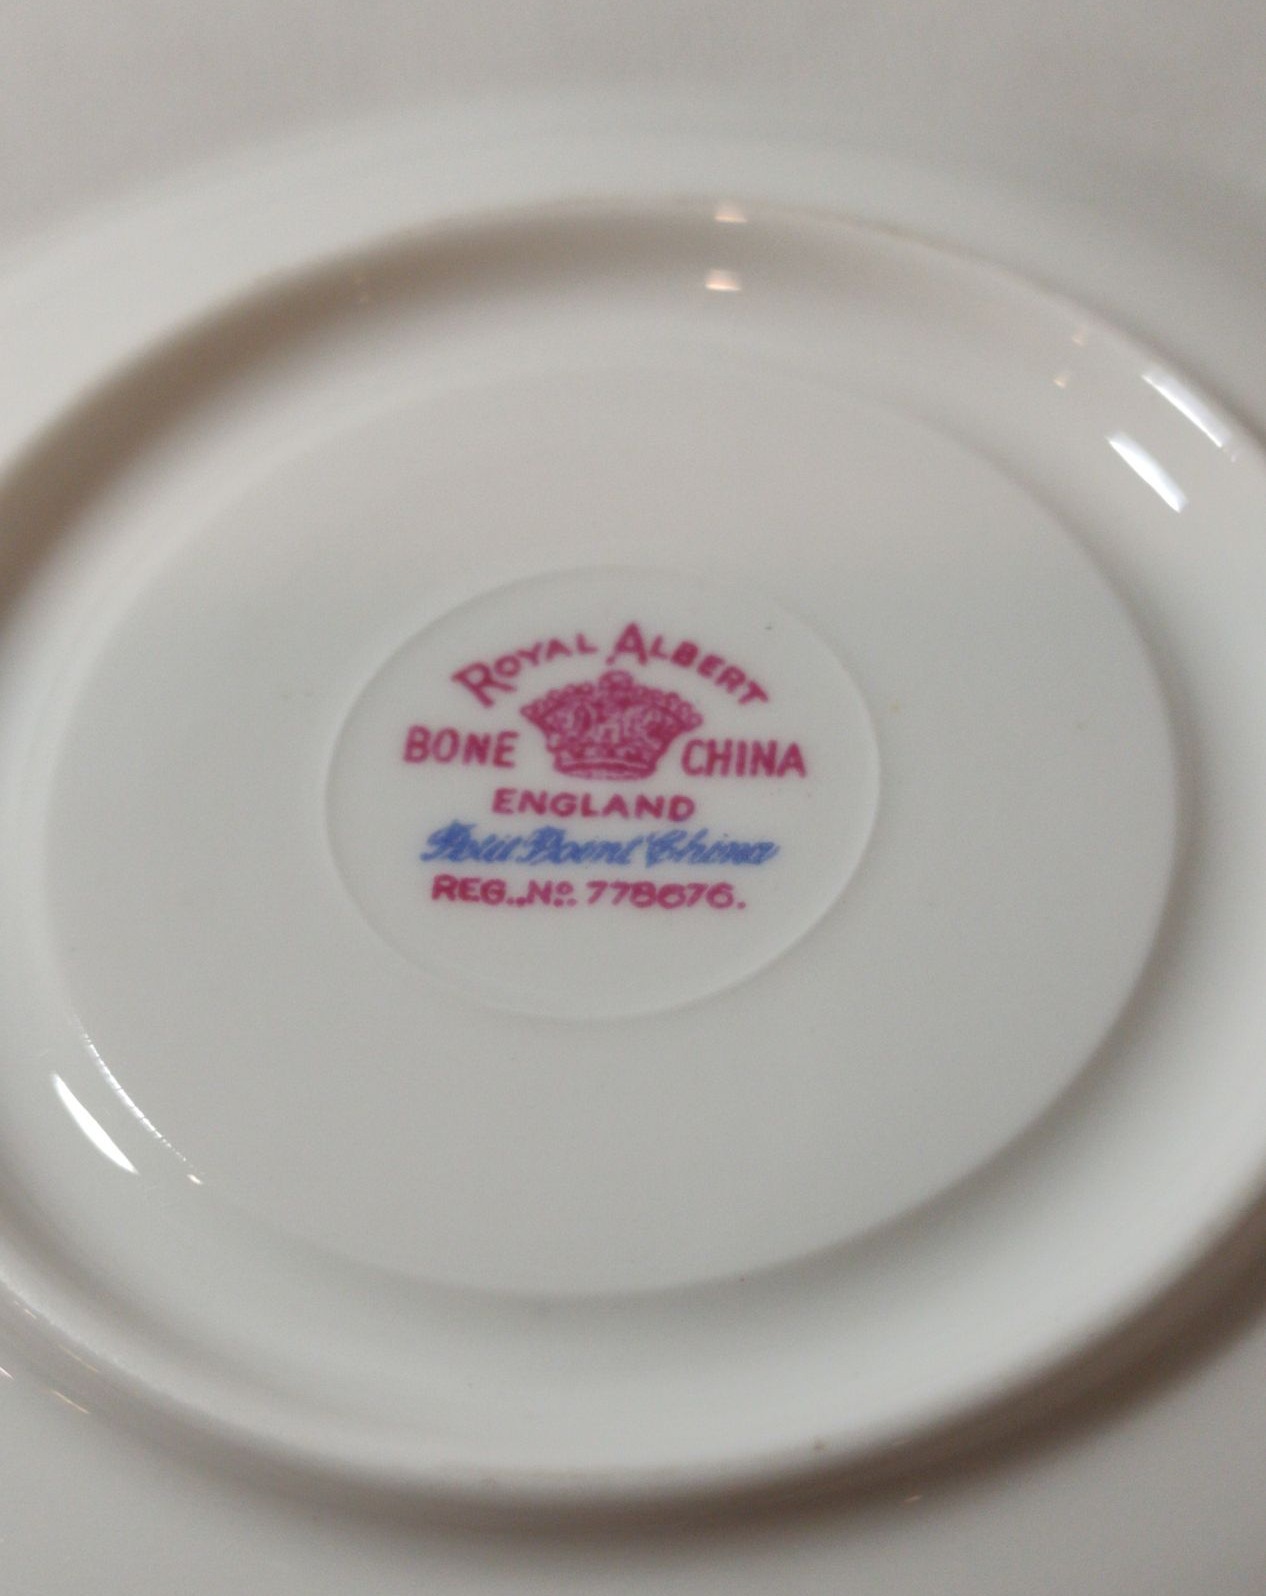 ROYAL ALBERT
BONE CHINA
ENGLAND
Petit Point China
REG., No. 778676.